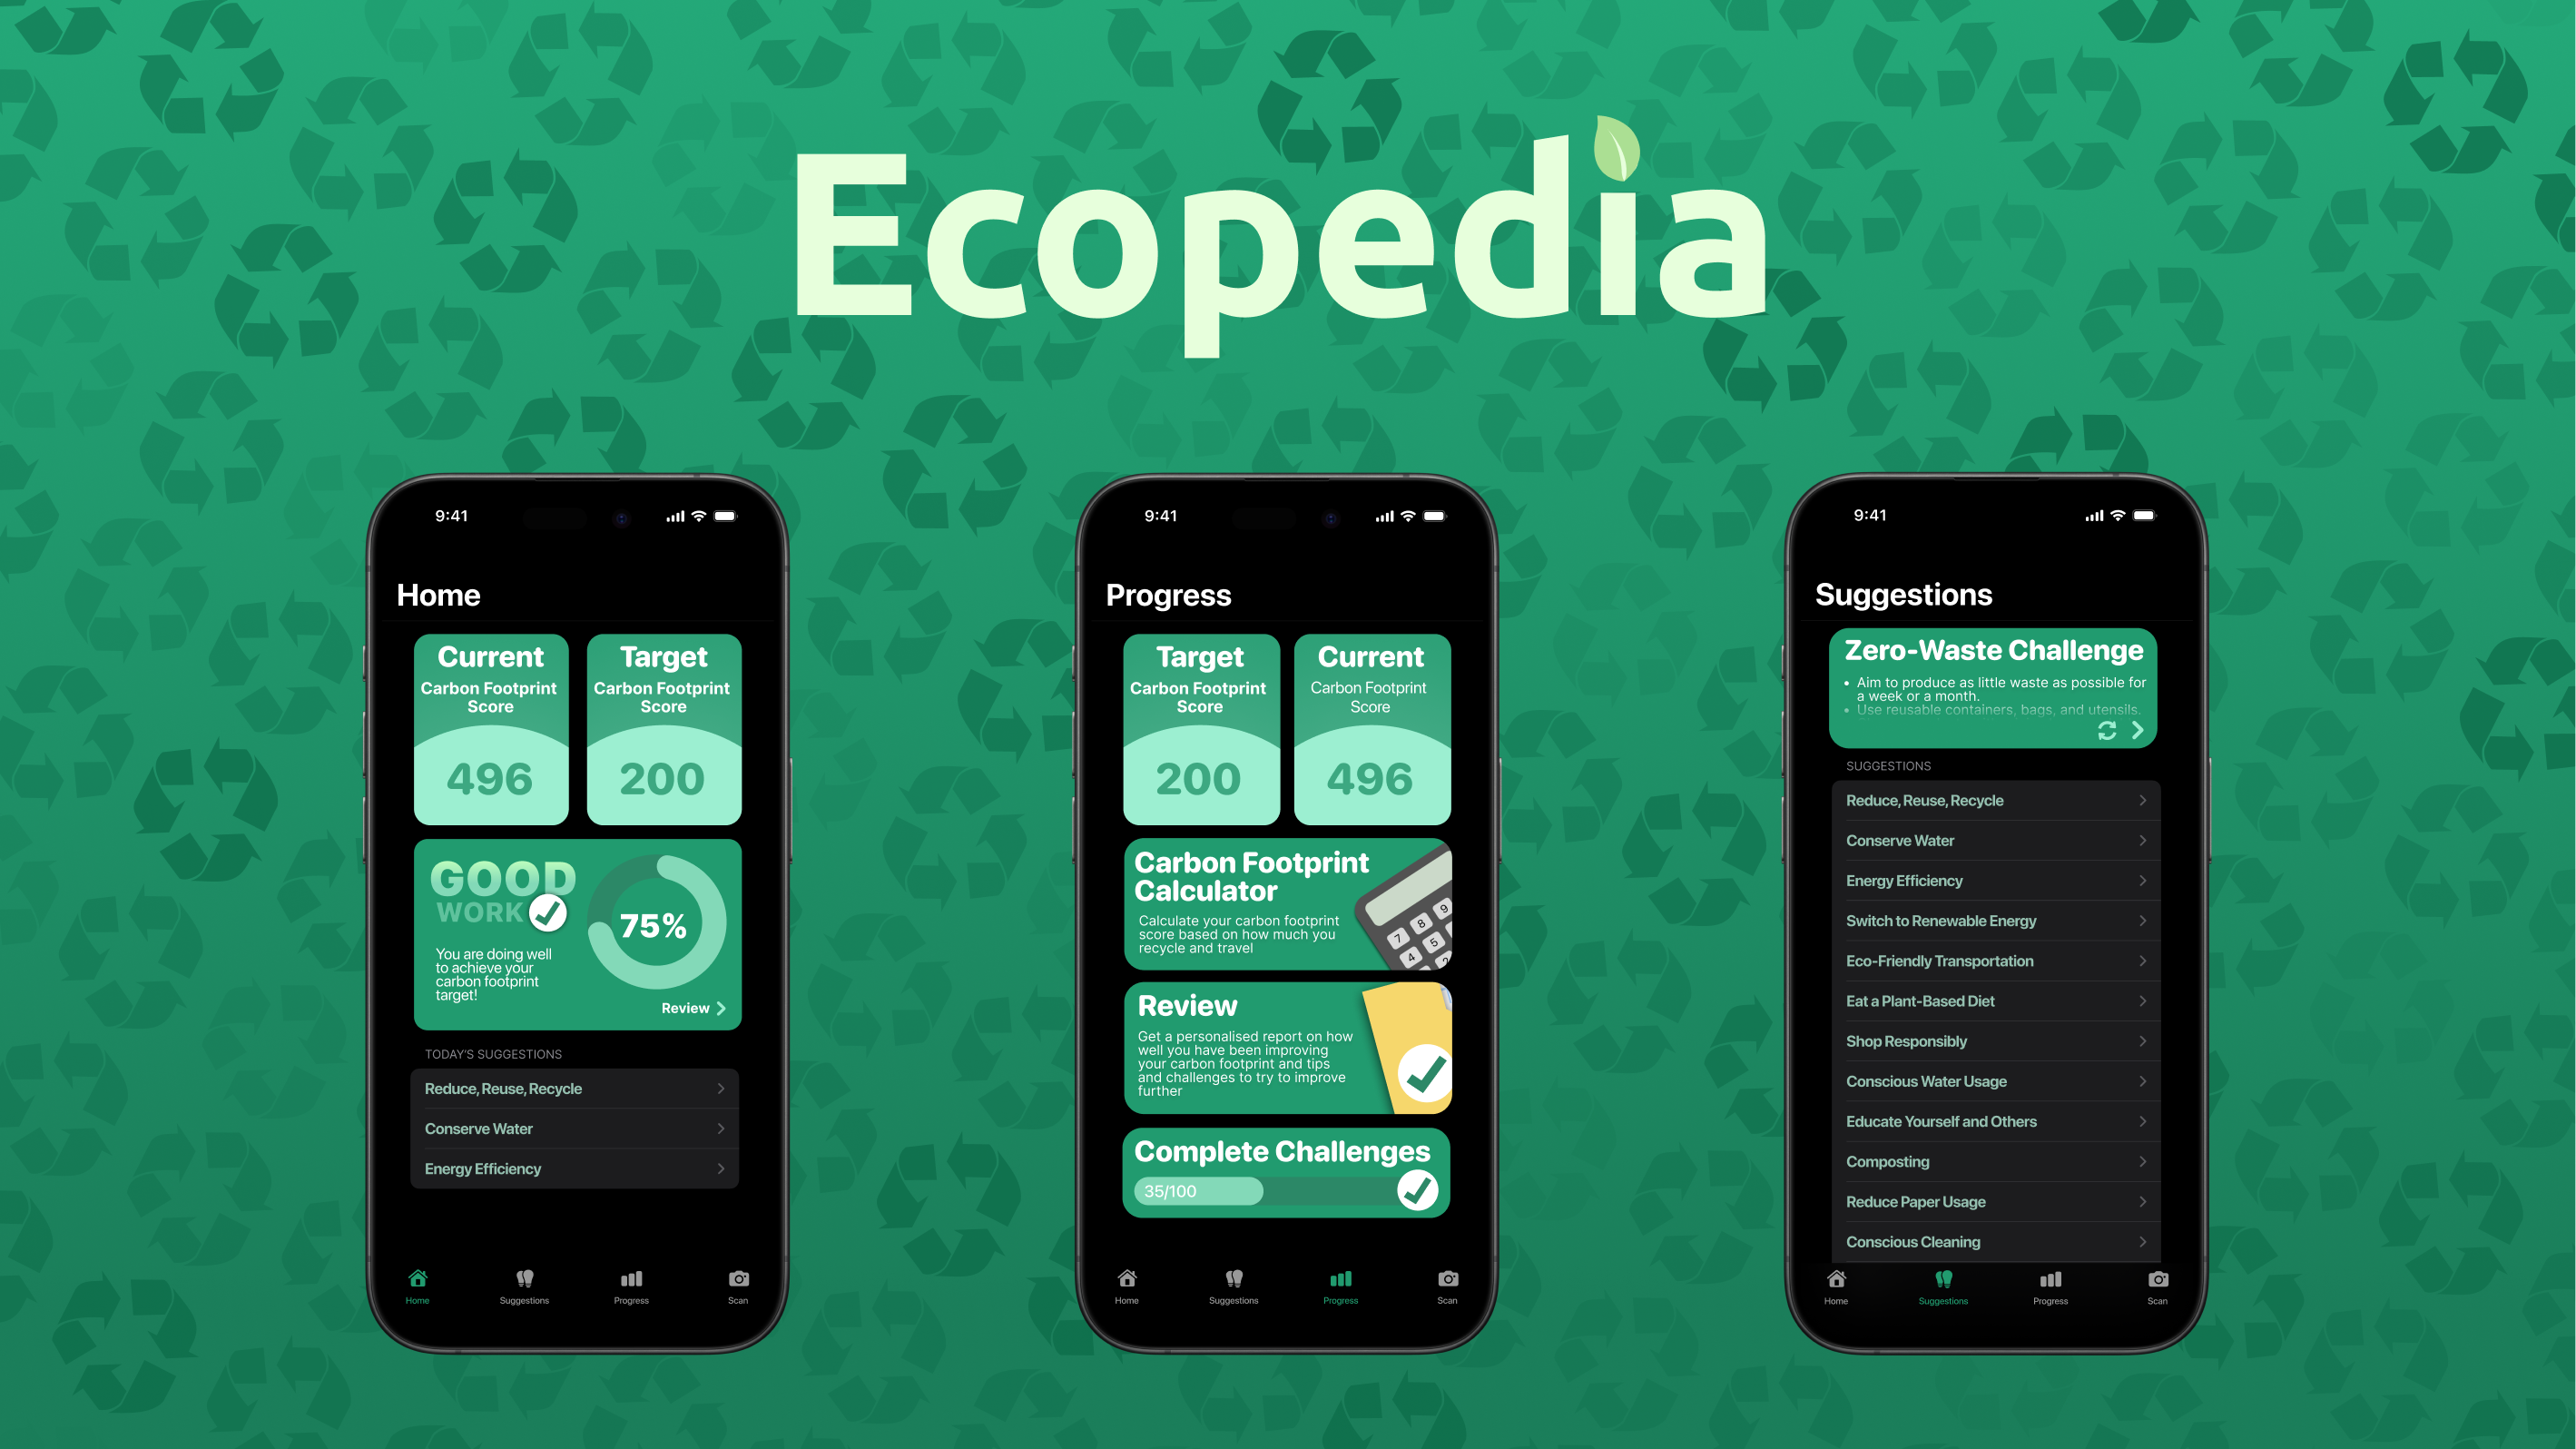 Ecopedia
9:41
Home
Current
Carbon Footprint
Score
496
Target
Carbon Footprint
Score
200
GOOD
WORK
You are doing well
to achieve your
carbon footprint
target!
75%
Review
TODAY'S SUGGESTIONS
Reduce, Reuse, Recycle
Conserve Water
Energy Efficiency
Home
Suggestions
Progress
Scan
9:41
Progress
Target
Carbon Footprint
Score
200
Current
Carbon Footprint
Score
496
Carbon Footprint
Calculator
Calculate your carbon footprint
score based on how much you
recycle and travel
7 8 9
4 5
2
Review
Get a personalised report on how
well you have been improving
your carbon footprint and tips
and challenges to try to improve
further
Complete Challenges
35/100
Home
Suggestions
Progress
Scan
9:41
Suggestions
Zero-Waste Challenge
• Aim to produce as little waste as possible for
a week or a month.
• Use reusable containers, bags, and utensils.
SUGGESTIONS
Reduce, Reuse, Recycle
Conserve Water
Energy Efficiency
Switch to Renewable Energy
Eco-Friendly Transportation
Eat a Plant-Based Diet
Shop Responsibly
Conscious Water Usage
Educate Yourself and Others
Composting
Reduce Paper Usage
Conscious Cleaning
Home
Suggestions
Progress
Scan